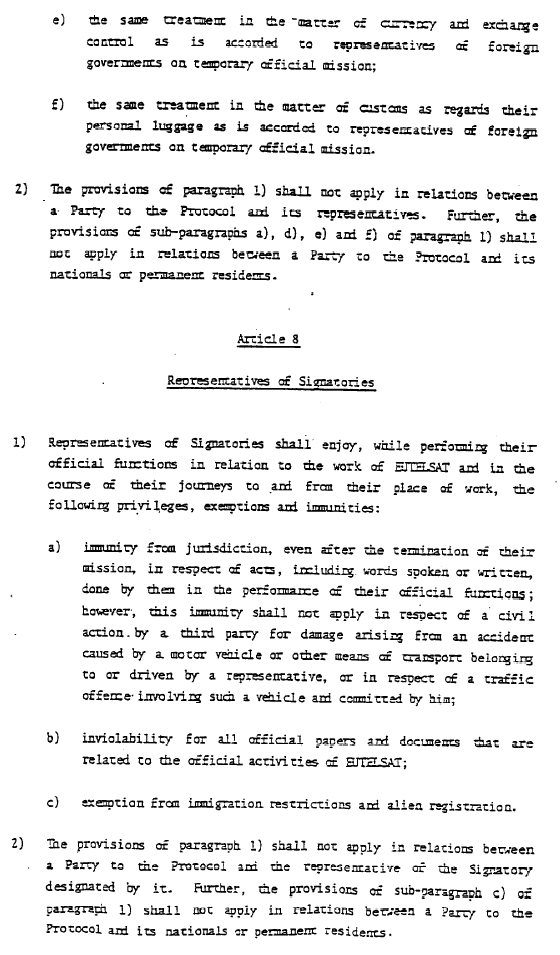 e) the same treatment in the matter of currency and exchange
control as is accorded to representatives of foreign
governments on temporary official mission;
f) the same treatment in the matter of customs as regards their
personal luggage as is accorded to representatives of foreign
goverments on temporary official mission.
2) The provisions of paragraph 1) shall not apply in relations between
a Party to the Protocol and its representatives. Further, the
provisions of sub-paragraphs a), d), e) and f) of paragraph 1) shall
not apply in relations between a Party to the Protocol and its
nationals or permanent residents.
Article 8
Representatives of Signatories
1) Representatives of Signatories shall enjoy, while performing their
official functions in relation to the work of EUTELSAT and in the
course of their journeys to and from their place of work, the
following privileges, exemptions and immunities:
a) immunity from jurisdiction, even after the termination of their
mission, in respect of acts, including words spoken or written,
done by them in the performance of their official functions;
however, this immunity shall not apply in respect of a civil
action by a third party for damage arising from an accident
caused by a motor vehicle or other means of transport belonging
to or driven by a representative, or in respect of a traffic
offence involving such a vehicle and committed by him;
b) inviolability for all official papers and documents that are
related to the official activities of EUTELSAT;
c) exemption from immigration restrictions and alien registration.
2) The provisions of paragraph 1) shall not apply in relations between
a Party to the Protocol and the representative of the Signatory
designated by it. Further, the provisions of sub-paragraph c) of
paragraph 1) shall not apply in relations between a Party to the
Protocol and its nationals or permanent residents.